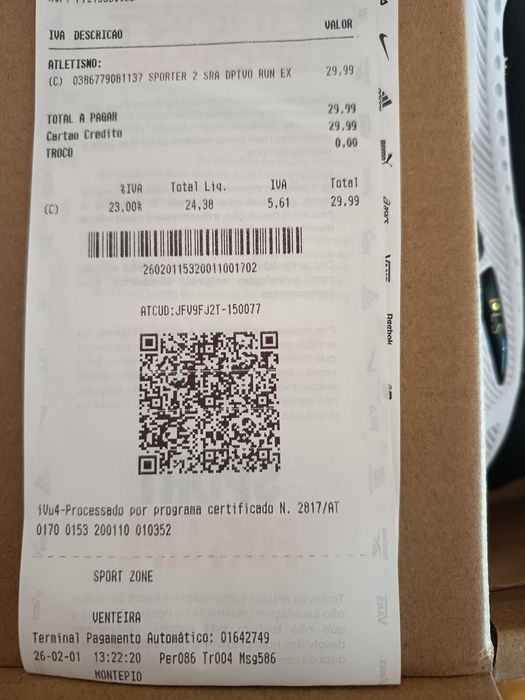 IVA DESCRICAO VALOR
ATLETISMO:
(C) 0386779081137 SPORTER 2 SRA DPTVO RUN EX 29,99
TOTAL A PAGAR 29,99
Cartao Credito 29,99
TROCO 0,00
%IVA Total Liq. IVA Total
(C) 23,00% 24,38 5,61 29,99
26020115320011001702
ATCUD:JFV9FJ2T-150077
iVu4-Processado por programa certificado N. 2817/AT
0170 0153 200110 010352
SPORT ZONE
VENTEIRA
Terminal Pagamento Automático: 01642749
26-02-01 13:22:20 Per086 Tr004 Msg586
MONTEPIO
asics
Vans
Reebok